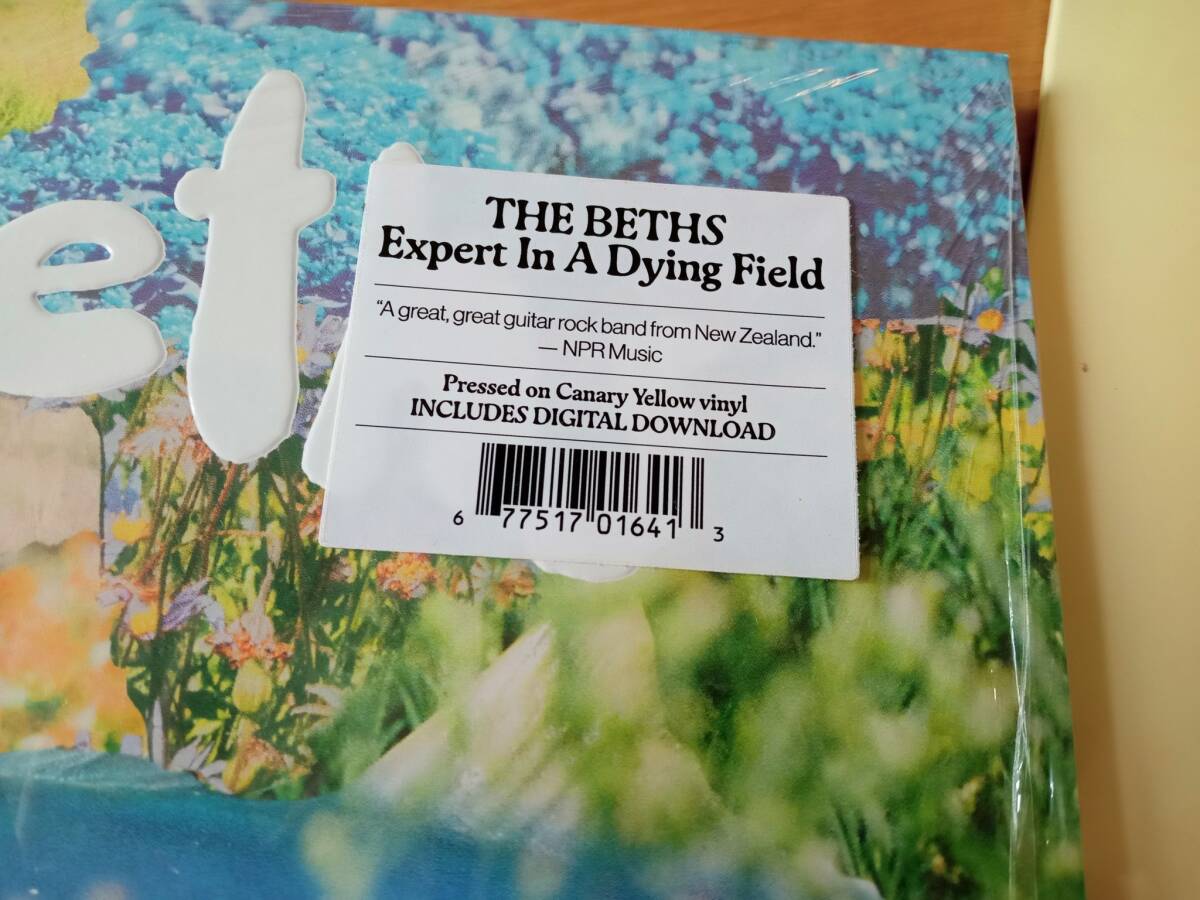 et
THE BETHS
Expert In A Dying Field
“A great, great guitar rock band from New Zealand.”
— NPR Music
Pressed on Canary Yellow vinyl
INCLUDES DIGITAL DOWNLOAD
6 77517 01641 3